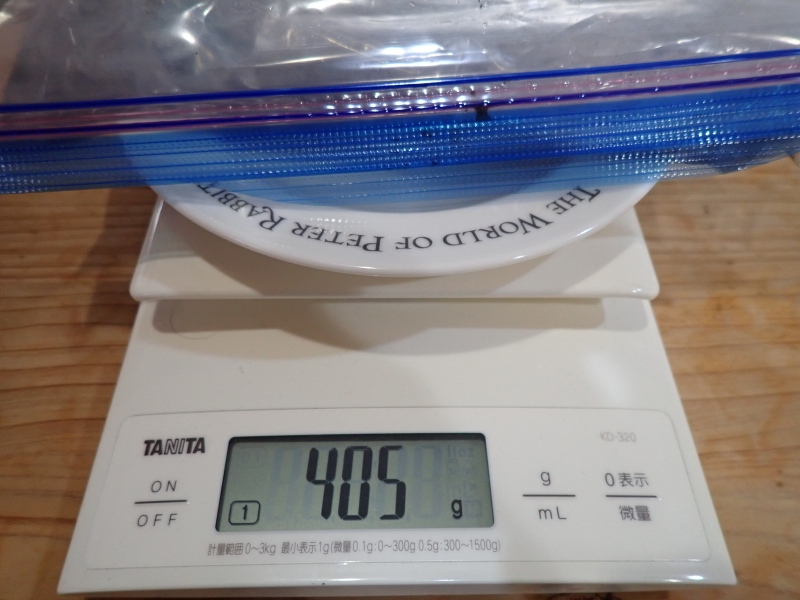 THE WORLD OF PETER RABBIT
KD-320
TANITA
ON
OFF
405 g
1
g
mL
0表示
微量
計量範囲0〜3kg 最小表示1g(微量0.1g:0〜300g 0.5g:300〜1500g)